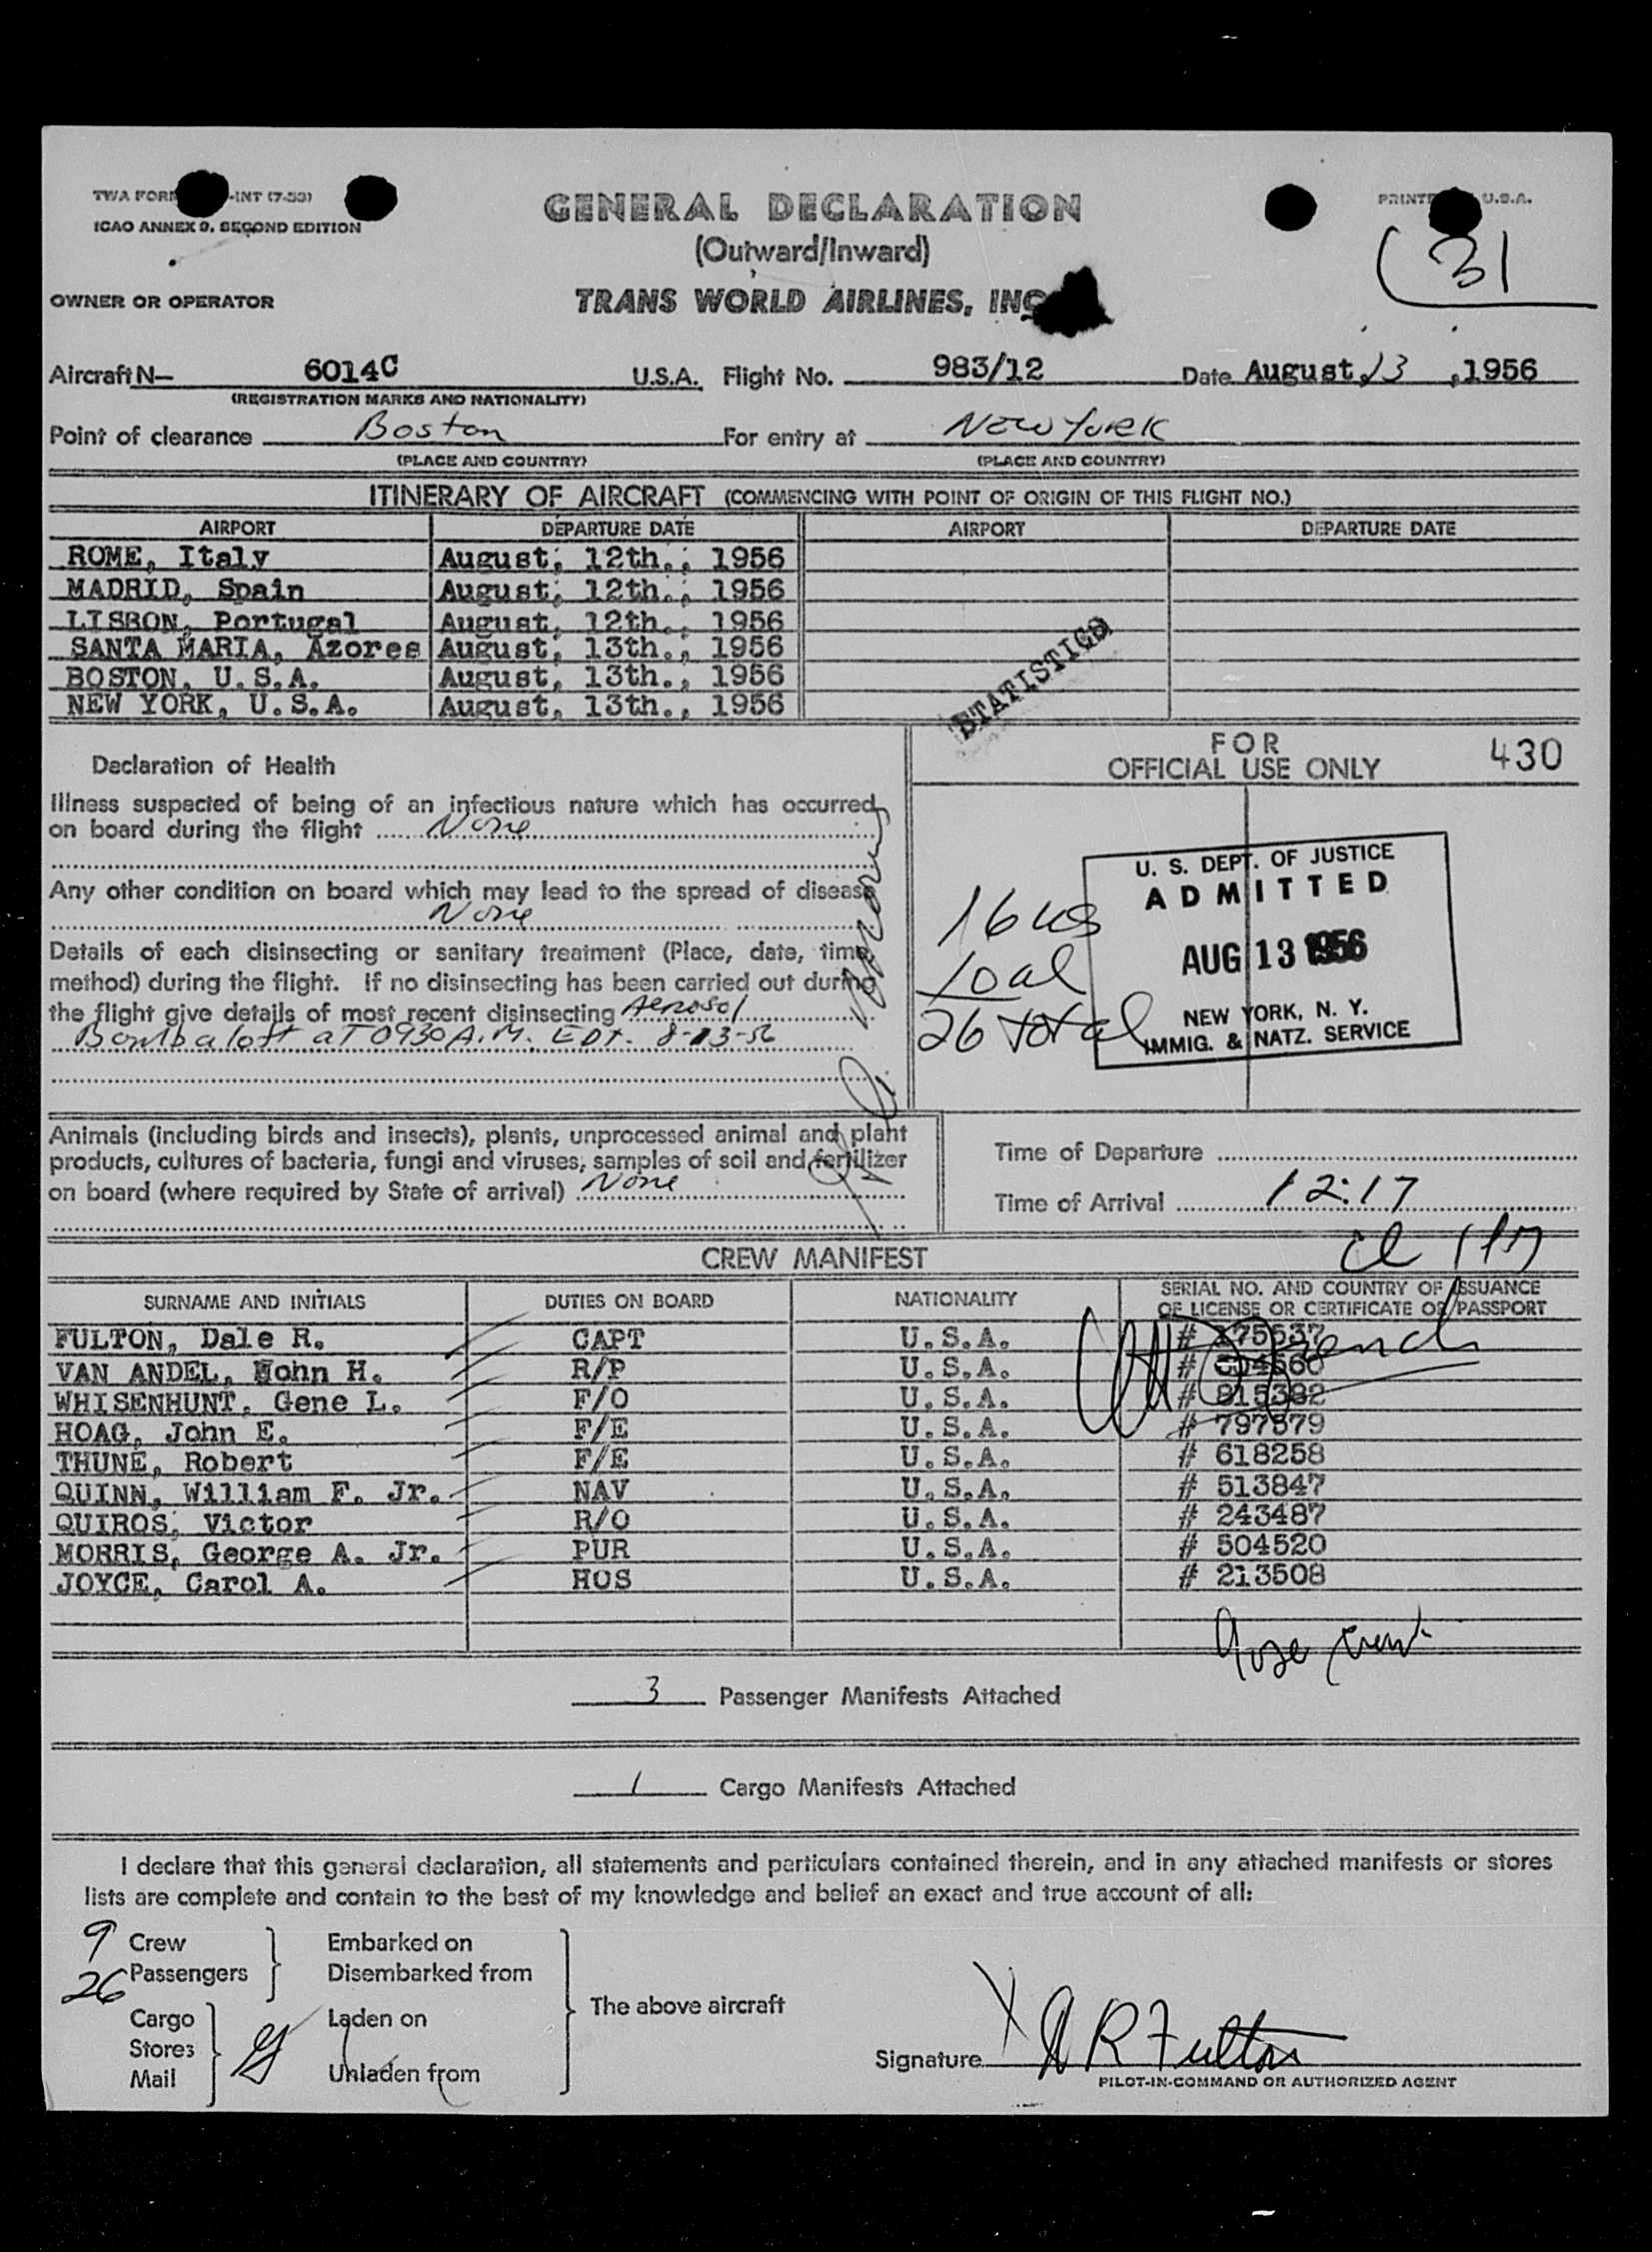 -INT (7-53)
ICAO ANNEX 9, SECOND EDITION
GENERAL DECLARATION
(Outward/Inward)
U.S.A.
31
OWNER OR OPERATOR
TRANS WORLD AIRLINES, INC
Aircraft N— 6014C U.S.A. Flight No. 983/12 Date August 13 ,1956
(REGISTRATION MARKS AND NATIONALITY)
Point of clearance Boston For entry at New York
(PLACE AND COUNTRY) (PLACE AND COUNTRY)
ITINERARY OF AIRCRAFT (COMMENCING WITH POINT OF ORIGIN OF THIS FLIGHT NO.)
AIRPORT DEPARTURE DATE AIRPORT DEPARTURE DATE
ROME, Italy August, 12th., 1956
MADRID, Spain August, 12th., 1956
LISBON, Portugal August, 12th., 1956
SANTA MARIA, Azores August, 13th., 1956
BOSTON, U.S.A. August, 13th., 1956
NEW YORK, U.S.A. August, 13th., 1956
STATISTICS
FOR
OFFICIAL USE ONLY
430
Declaration of Health
Illness suspected of being of an infectious nature which has occurred
on board during the flight None
Any other condition on board which may lead to the spread of disease
None
Details of each disinsecting or sanitary treatment (Place, date, time,
method) during the flight. If no disinsecting has been carried out during
the flight give details of most recent disinsecting Aerosol
Bomb aloft at 0930 A.M. EDT. 8-13-56
16 us
10 al
26 total
U. S. DEPT. OF JUSTICE
ADMITTED
AUG 13 1956
NEW YORK, N. Y.
IMMIG. & NATZ. SERVICE
Animals (including birds and insects), plants, unprocessed animal and plant
products, cultures of bacteria, fungi and viruses, samples of soil and fertilizer
on board (where required by State of arrival) None
Time of Departure
Time of Arrival 12:17
CREW MANIFEST
SURNAME AND INITIALS DUTIES ON BOARD NATIONALITY SERIAL NO. AND COUNTRY OF ISSUANCE
OF LICENSE OR CERTIFICATE OR PASSPORT
FULTON, Dale R. CAPT U.S.A. # 175537
VAN ANDEL, John H. R/P U.S.A. #
WHISENHUNT, Gene L. F/O U.S.A. # 815382
HOAG, John E. F/E U.S.A. # 797879
THUNE, Robert F/E U.S.A. # 618258
QUINN, William F. Jr. NAV U.S.A. # 513847
QUIROS, Victor R/O U.S.A. # 243487
MORRIS, George A. Jr. PUR U.S.A. # 504520
JOYCE, Carol A. HOS U.S.A. # 213508
3 Passenger Manifests Attached
1 Cargo Manifests Attached
I declare that this general declaration, all statements and particulars contained therein, and in any attached manifests or stores
lists are complete and contain to the best of my knowledge and belief an exact and true account of all:
9 Crew
26 Passengers
Embarked on
Disembarked from
Cargo
Stores
Mail
Laden on
Unladen from
The above aircraft
Signature D R Fulton
PILOT-IN-COMMAND OR AUTHORIZED AGENT